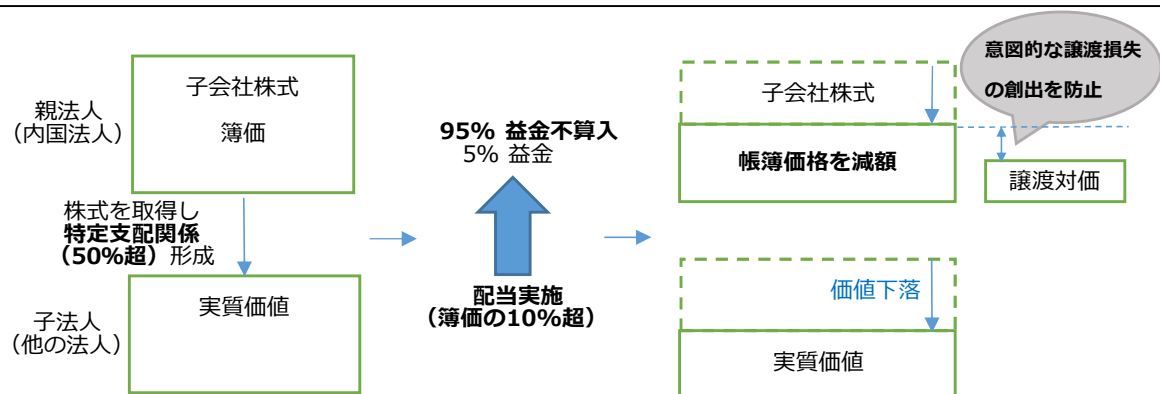 親法人
（内国法人）
子会社株式
簿価
株式を取得し
特定支配関係
（50%超）形成
子法人
（他の法人）
実質価値
95% 益金不算入
5% 益金
配当実施
（簿価の10%超）
子会社株式
帳簿価格を減額
意図的な譲渡損失
の創出を防止
譲渡対価
価値下落
実質価値